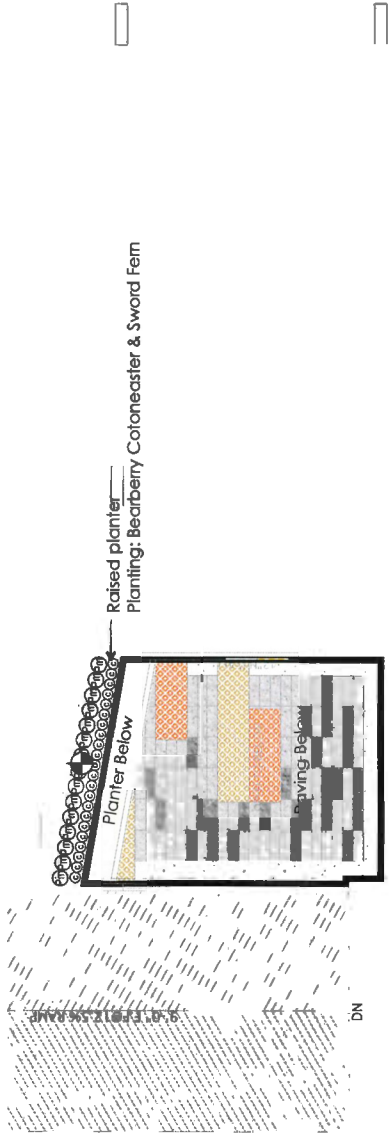 Raised planter
Planting: Bearberry Cotoneaster & Sword Fern
Planter Below
Paving Below
DN